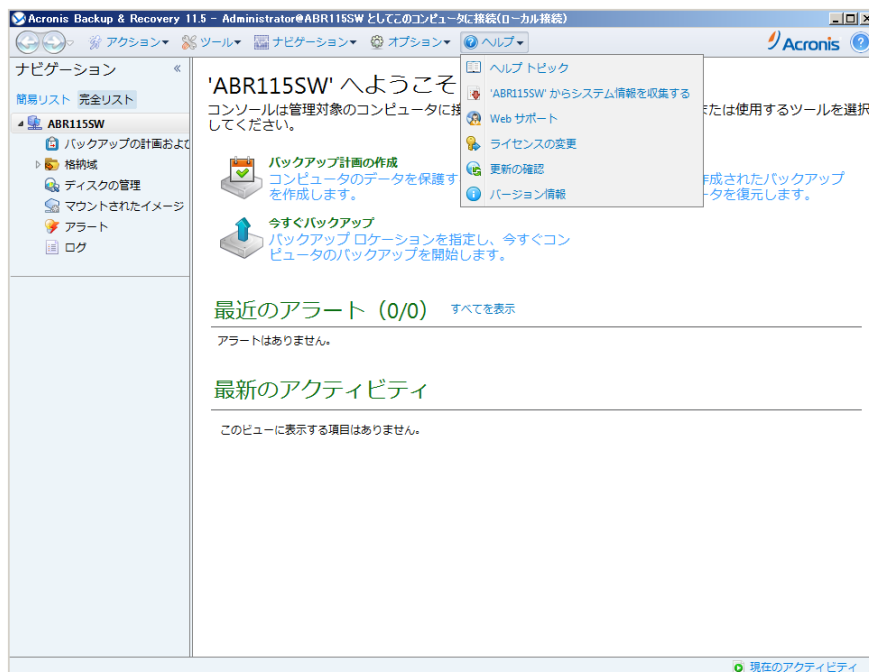 Acronis Backup & Recovery 11.5 - Administrator@ABR115SW としてこのコンピュータに接続(ローカル接続)
アクション ツール ナビゲーション オプション ヘルプ Acronis
ナビゲーション «
簡易リスト 完全リスト
ABR115SW
バックアップの計画およ
格納域
ディスクの管理
マウントされたイメージ
アラート
ログ
ヘルプ トピック
'ABR115SW' からシステム情報を収集する
Web サポート
ライセンスの変更
更新の確認
バージョン情報
'ABR115SW' へようこそ
コンソールは管理対象のコンピュータに接 たは使用するツールを選択
してください。
バックアップ計画の作成
コンピュータのデータを保護す
を作成します。
作成されたバックアップ
ータを復元します。
今すぐバックアップ
バックアップ ロケーションを指定し、今すぐコン
ピュータのバックアップを開始します。
最近のアラート (0/0) すべてを表示
アラートはありません。
最新のアクティビティ
このビューに表示する項目はありません。
現在のアクティビティ